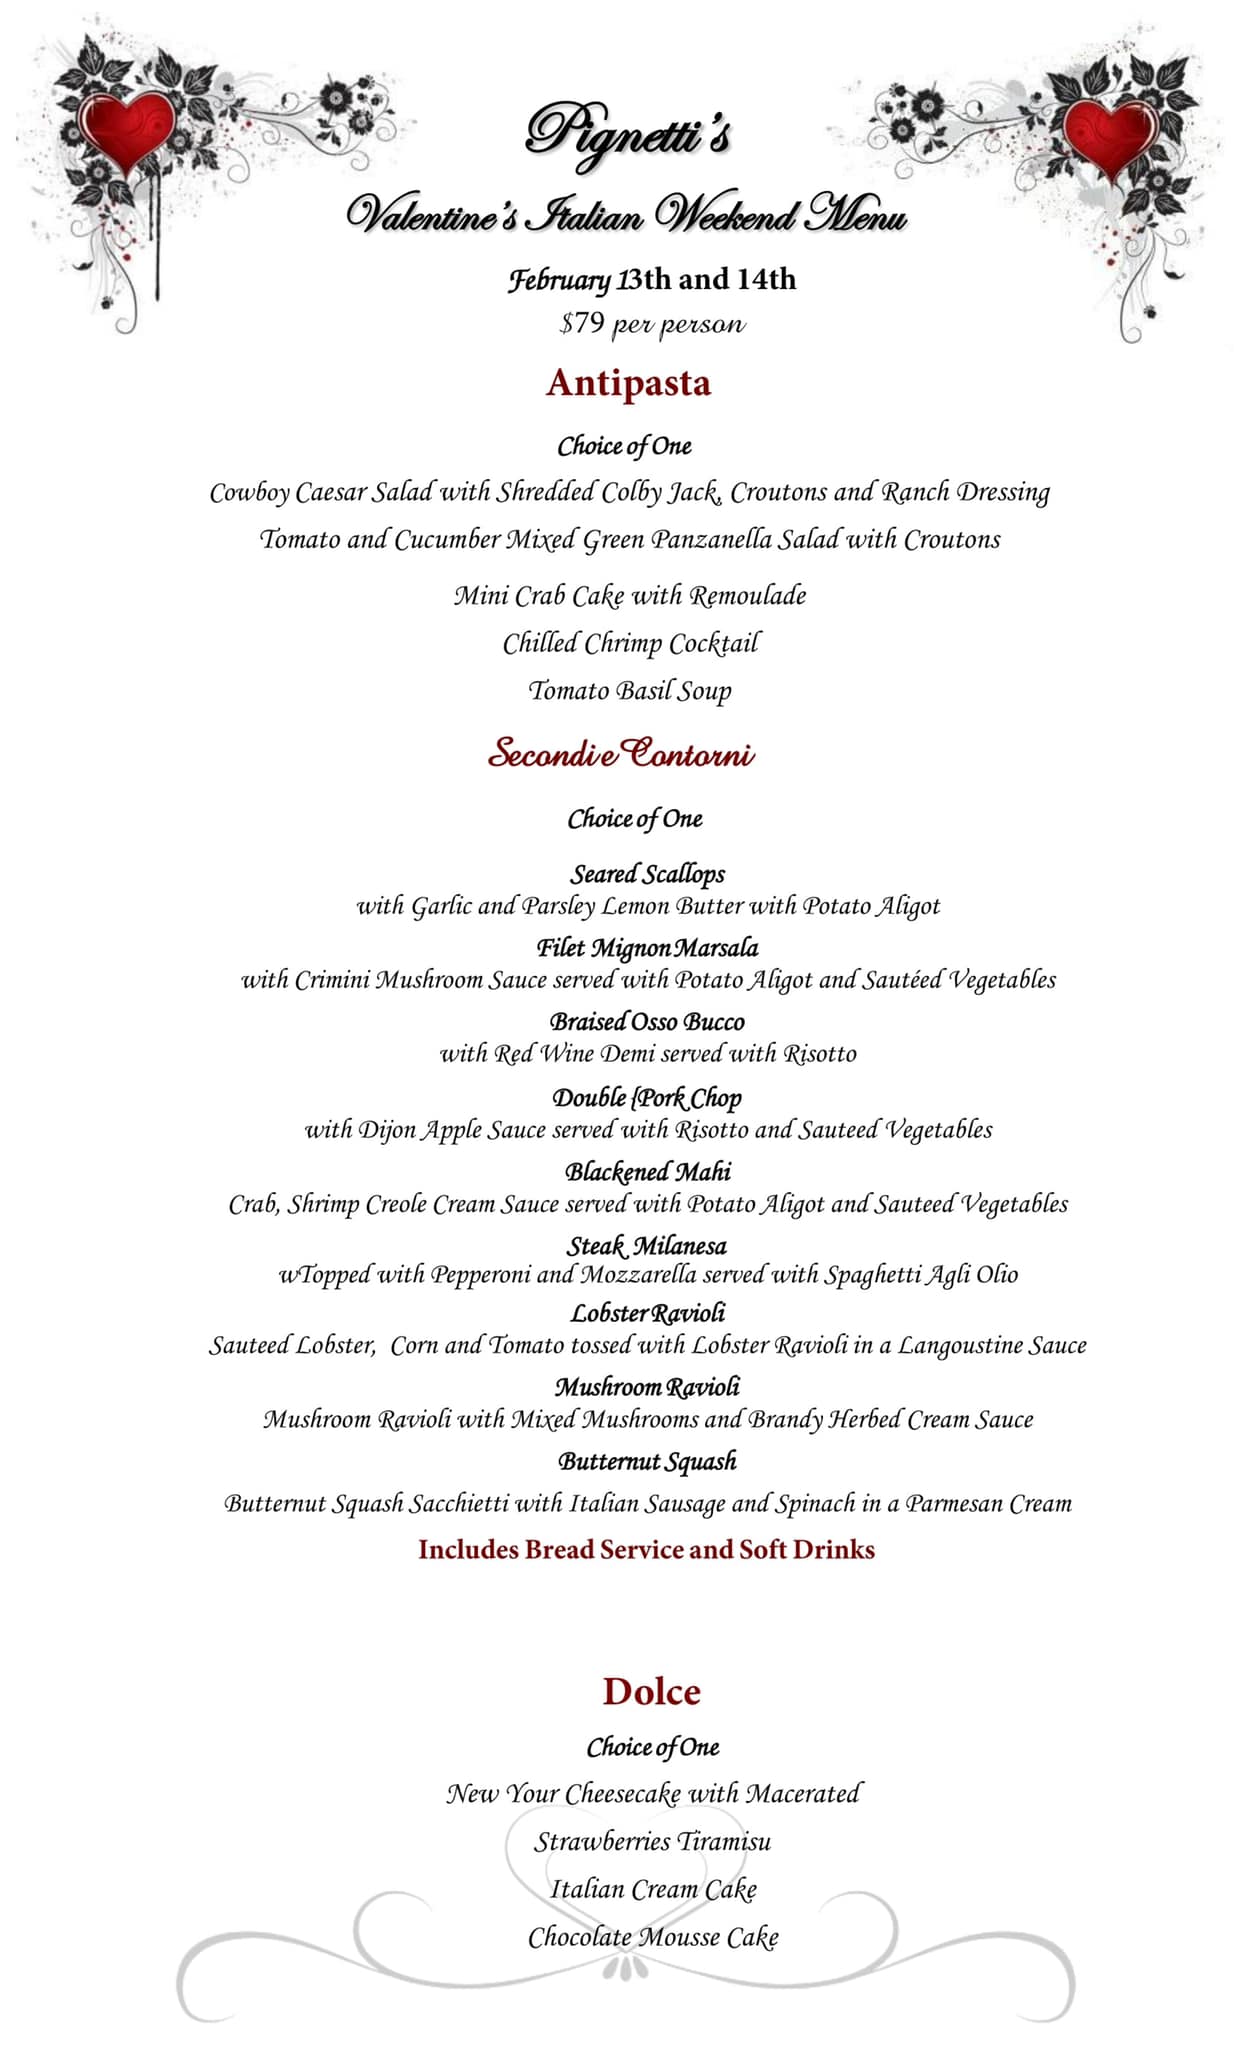 Pignetti's
Valentine's Italian Weekend Menu
February 13th and 14th
$79 per person
Antipasta
Choice of One
Cowboy Caesar Salad with Shredded Colby Jack, Croutons and Ranch Dressing
Tomato and Cucumber Mixed Green Panzanella Salad with Croutons
Mini Crab Cake with Remoulade
Chilled Chrimp Cocktail
Tomato Basil Soup
Secondi e Contorni
Choice of One
Seared Scallops
with Garlic and Parsley Lemon Butter with Potato Aligot
Filet Mignon Marsala
with Crimini Mushroom Sauce served with Potato Aligot and Sautéed Vegetables
Braised Osso Bucco
with Red Wine Demi served with Risotto
Double {Pork Chop
with Dijon Apple Sauce served with Risotto and Sauteed Vegetables
Blackened Mahi
Crab, Shrimp Creole Cream Sauce served with Potato Aligot and Sauteed Vegetables
Steak Milanesa
wTopped with Pepperoni and Mozzarella served with Spaghetti Agli Olio
Lobster Ravioli
Sauteed Lobster, Corn and Tomato tossed with Lobster Ravioli in a Langoustine Sauce
Mushroom Ravioli
Mushroom Ravioli with Mixed Mushrooms and Brandy Herbed Cream Sauce
Butternut Squash
Butternut Squash Sacchietti with Italian Sausage and Spinach in a Parmesan Cream
Includes Bread Service and Soft Drinks
Dolce
Choice of One
New Your Cheesecake with Macerated
Strawberries Tiramisu
Italian Cream Cake
Chocolate Mousse Cake